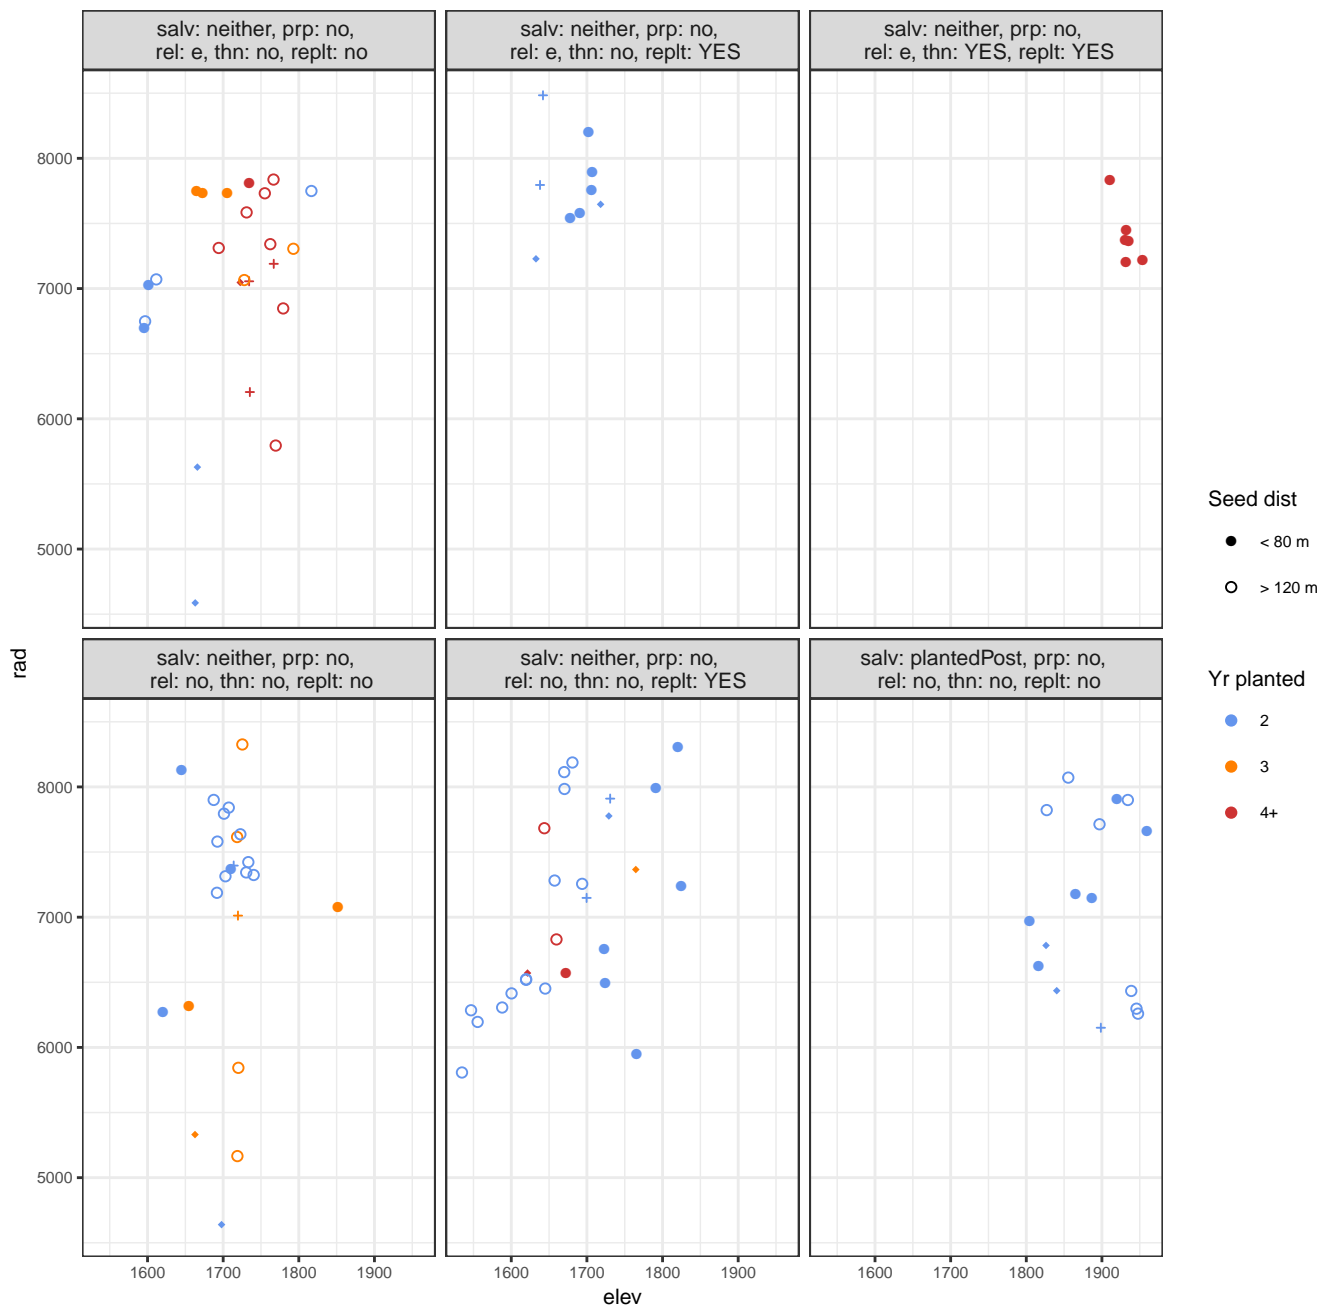 salv: neither, prp: no,
rel: e, thn: no, replt: no
salv: neither, prp: no,
rel: e, thn: no, replt: YES
salv: neither, prp: no,
rel: e, thn: YES, replt: YES
8000
7000
6000
5000
salv: neither, prp: no,
rel: no, thn: no, replt: no
salv: neither, prp: no,
rel: no, thn: no, replt: YES
salv: plantedPost, prp: no,
rel: no, thn: no, replt: no
8000
7000
6000
5000
1600 1700 1800 1900
1600 1700 1800 1900
1600 1700 1800 1900
elev
rad
Seed dist
< 80 m
> 120 m
Yr planted
2
3
4+